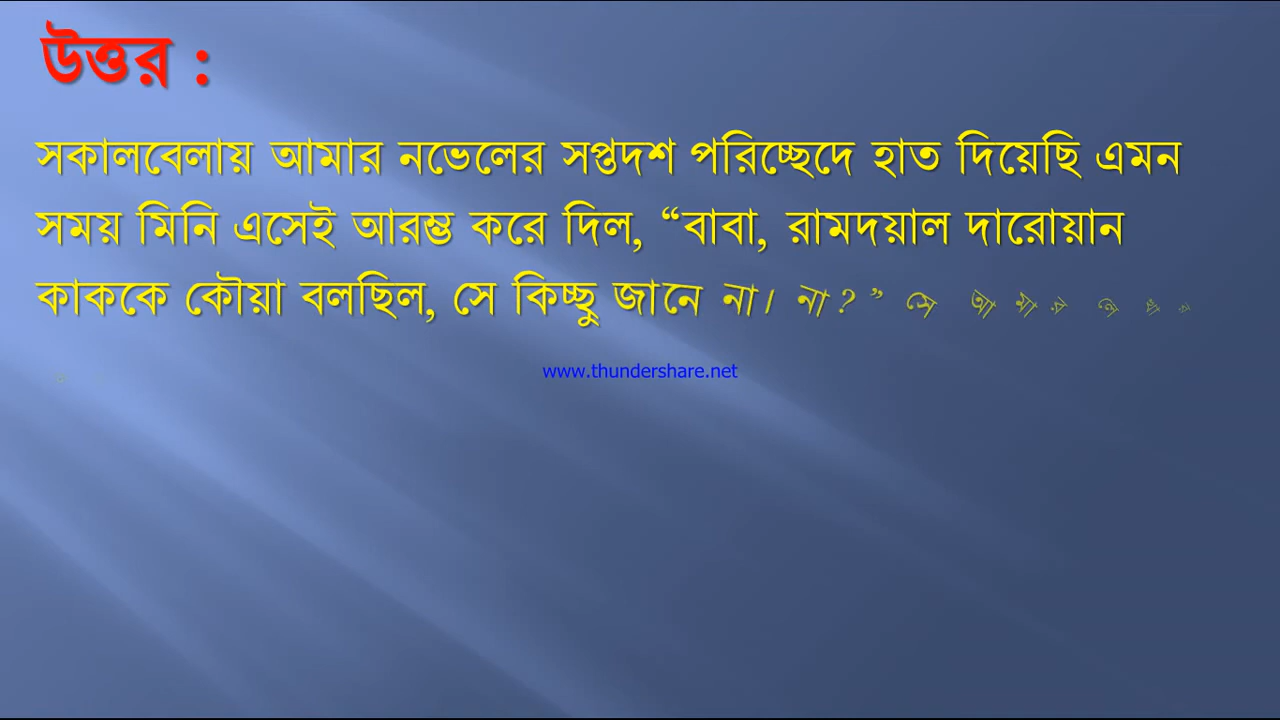 উত্তর :
সকালবেলায় আমার নভেলের সপ্তদশ পরিচ্ছেদে হাত দিয়েছি এমন
সময় মিনি এসেই আরম্ভ করে দিল, “বাবা, রামদয়াল দারোয়ান
কাককে কৌয়া বলছিল, সে কিচ্ছু জানে না। না?” সে আমার লেখার
www.thundershare.net